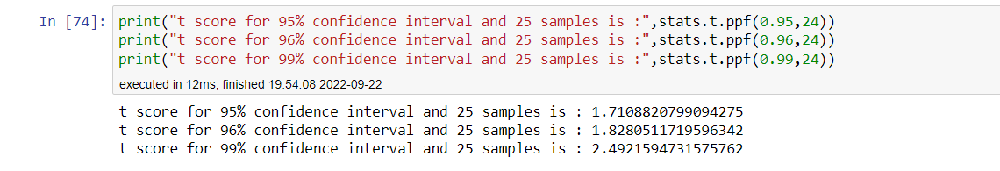 In [74]: print("t score for 95% confidence interval and 25 samples is :",stats.t.ppf(0.95,24))
print("t score for 96% confidence interval and 25 samples is :",stats.t.ppf(0.96,24))
print("t score for 99% confidence interval and 25 samples is :",stats.t.ppf(0.99,24))
executed in 12ms, finished 19:54:08 2022-09-22
t score for 95% confidence interval and 25 samples is : 1.7108820799094275
t score for 96% confidence interval and 25 samples is : 1.8280511719596342
t score for 99% confidence interval and 25 samples is : 2.4921594731575762